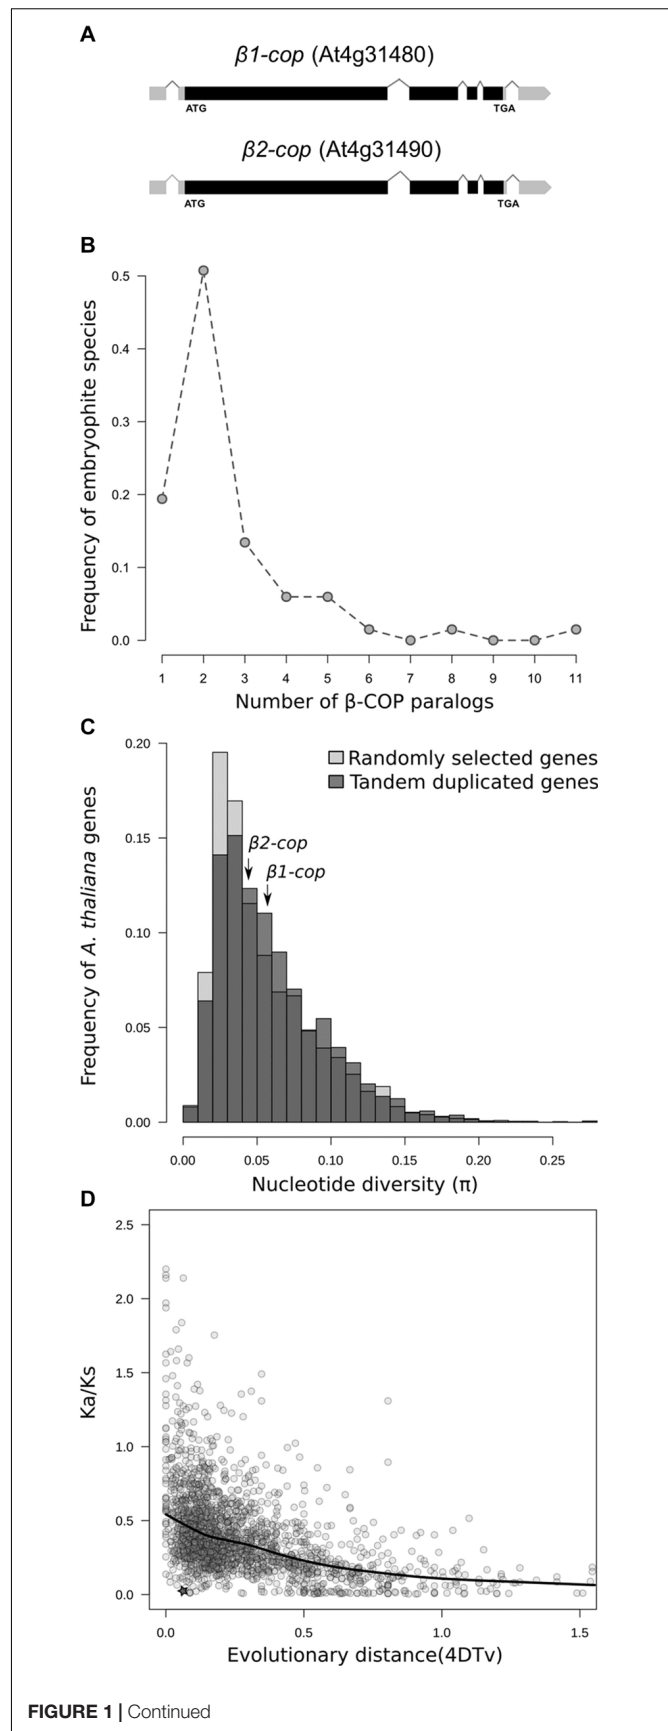 A
β1-cop (At4g31480)
ATG TGA
β2-cop (At4g31490)
ATG TGA
B
Frequency of embryophite species
0.5
0.4
0.3
0.2
0.1
0.0
1 2 3 4 5 6 7 8 9 10 11
Number of β-COP paralogs
C
Frequency of A. thaliana genes
0.20
0.15
0.10
0.05
0.00
Randomly selected genes
Tandem duplicated genes
β2-cop
β1-cop
0.00 0.05 0.10 0.15 0.20 0.25
Nucleotide diversity (π)
D
Ka/Ks
2.5
2.0
1.5
1.0
0.5
0.0
0.0 0.5 1.0 1.5
Evolutionary distance(4DTv)
FIGURE 1 | Continued